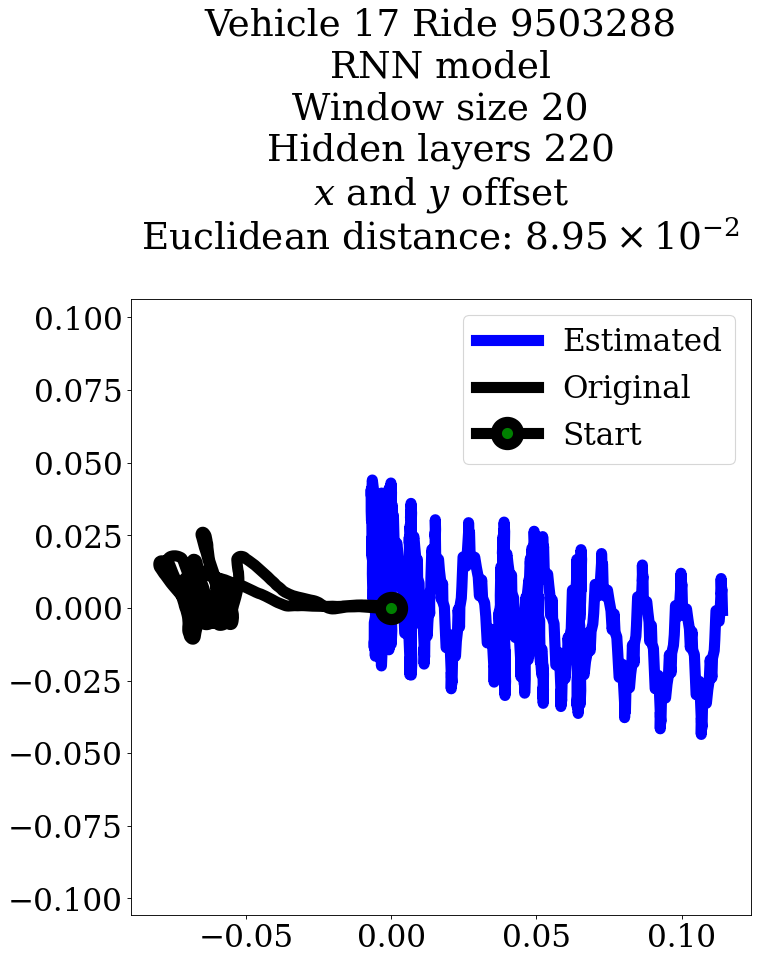 Vehicle 17 Ride 9503288
RNN model
Window size 20
Hidden layers 220
x and y offset
Euclidean distance: 8.95 × 10⁻²
Estimated
Original
Start
0.100
0.075
0.050
0.025
0.000
−0.025
−0.050
−0.075
−0.100
−0.05 0.00 0.05 0.10